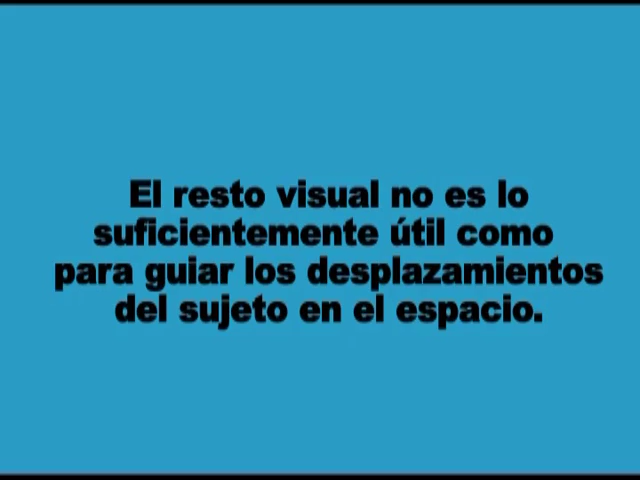 El resto visual no es lo
suficientemente útil como
para guiar los desplazamientos
del sujeto en el espacio.